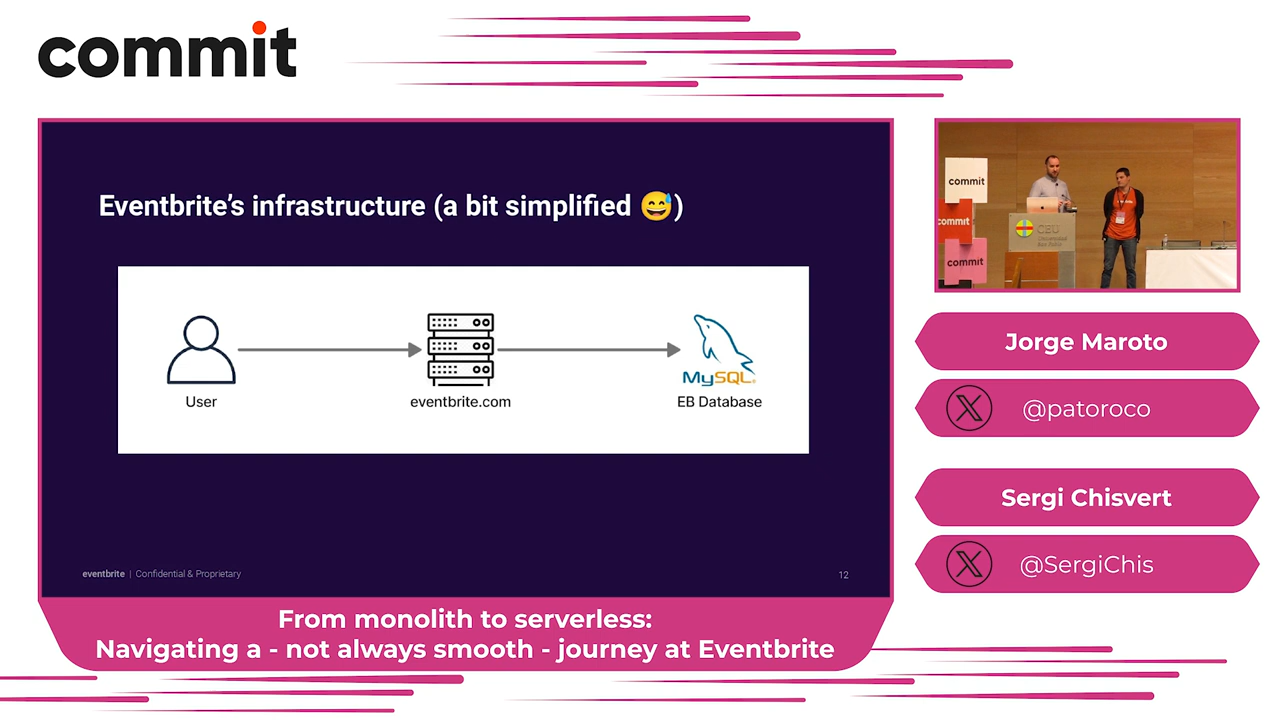 commit
Eventbrite's infrastructure (a bit simplified 😅)
User
eventbrite.com
MySQL®
EB Database
eventbrite | Confidential & Proprietary
12
From monolith to serverless:
Navigating a - not always smooth - journey at Eventbrite
commit
commit
commit
CEU
Jorge Maroto
@patoroco
Sergi Chisvert
@SergiChis